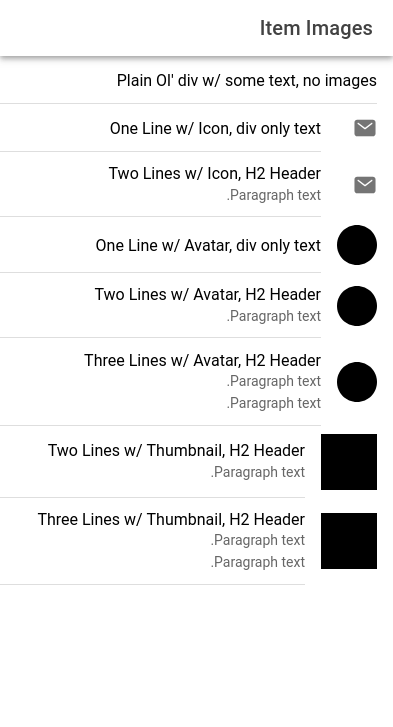 Item Images
Plain Ol' div w/ some text, no images
One Line w/ Icon, div only text
Two Lines w/ Icon, H2 Header
.Paragraph text
One Line w/ Avatar, div only text
Two Lines w/ Avatar, H2 Header
.Paragraph text
Three Lines w/ Avatar, H2 Header
.Paragraph text
.Paragraph text
Two Lines w/ Thumbnail, H2 Header
.Paragraph text
Three Lines w/ Thumbnail, H2 Header
.Paragraph text
.Paragraph text